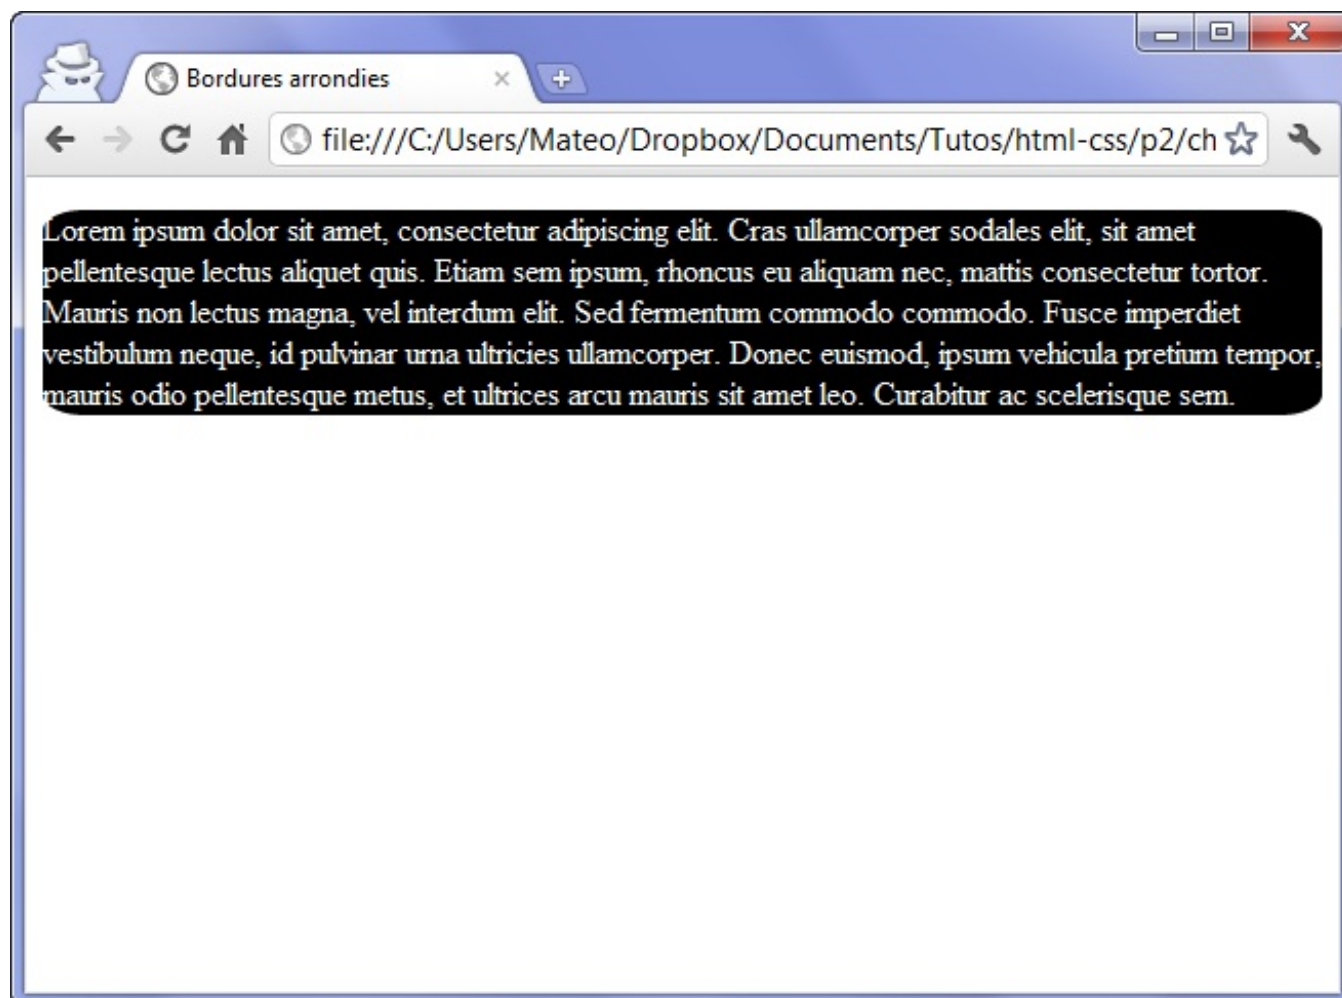 Bordures arrondies
file:///C:/Users/Mateo/Dropbox/Documents/Tutos/html-css/p2/ch
Lorem ipsum dolor sit amet, consectetur adipiscing elit. Cras ullamcorper sodales elit, sit amet
pellentesque lectus aliquet quis. Etiam sem ipsum, rhoncus eu aliquam nec, mattis consectetur tortor.
Mauris non lectus magna, vel interdum elit. Sed fermentum commodo commodo. Fusce imperdiet
vestibulum neque, id pulvinar urna ultricies ullamcorper. Donec euismod, ipsum vehicula pretium tempor,
mauris odio pellentesque metus, et ultrices arcu mauris sit amet leo. Curabitur ac scelerisque sem.